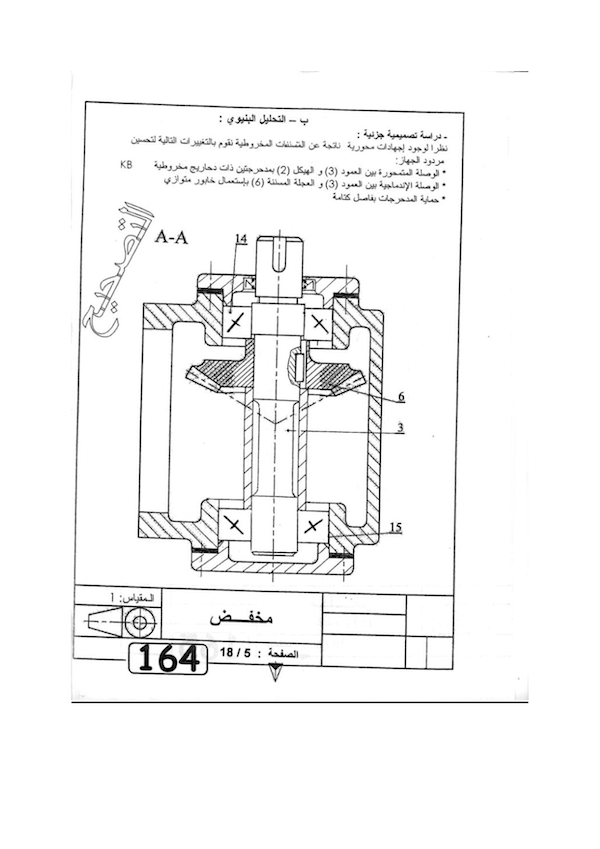 ب – التحليل البنيوي :
- دراسة تصميمية جزئية :
نظرا لوجود إجهادات محورية ناتجة عن المسننات المخروطية نقوم بالتغييرات التالية لتحسين
مردود الجهاز:
* الوصلة المتمحورة بين العمود (3) و الهيكل (2) بمدحرجتين ذات دحاريج مخروطية KB
* الوصلة الإندماجية بين العمود (3) و العجلة المسننة (6) بإستعمال خابور متوازي
* حماية المدحرجات بفاصل كتامة
التصحيح
A-A
14
6
3
15
المقياس: 1
مخفض
الصفحة : 5 / 18
164